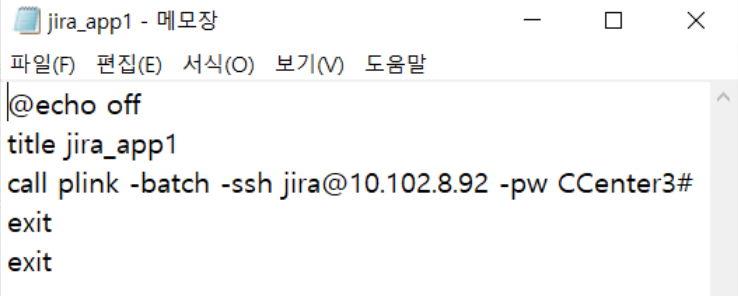 jira_app1 - 메모장
파일(F) 편집(E) 서식(O) 보기(V) 도움말
@echo off
title jira_app1
call plink -batch -ssh jira@10.102.8.92 -pw CCenter3#
exit
exit